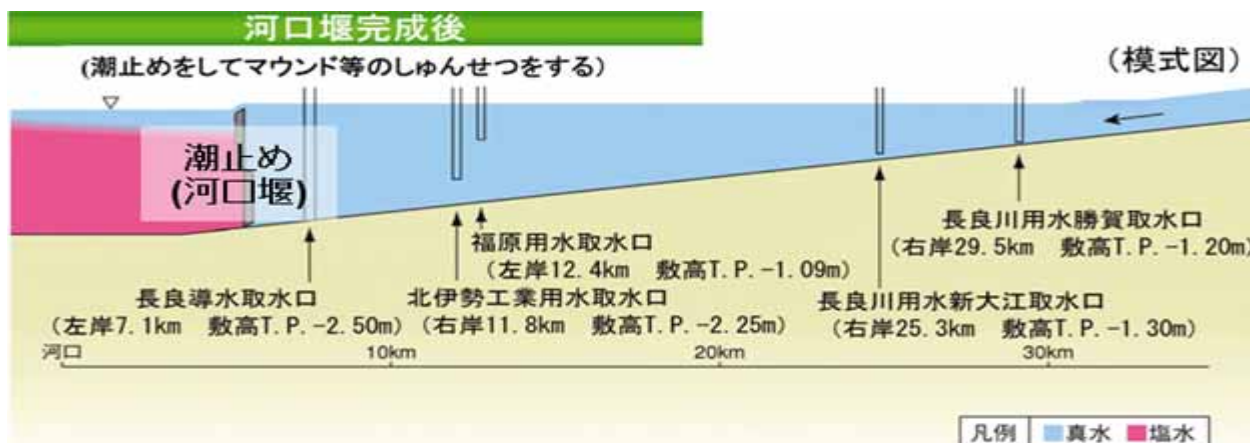 河口堰完成後
(潮止めをしてマウンド等のしゅんせつをする)
(模式図)
潮止め
(河口堰)
長良川用水勝賀取水口
(右岸29.5km 敷高T.P.-1.20m)
福原用水取水口
(左岸12.4km 敷高T.P.-1.09m)
長良導水取水口
(左岸7.1km 敷高T.P.-2.50m)
北伊勢工業用水取水口
(右岸11.8km 敷高T.P.-2.25m)
長良川用水新大江取水口
(右岸25.3km 敷高T.P.-1.30m)
河口
10km
20km
30km
凡例 真水 塩水